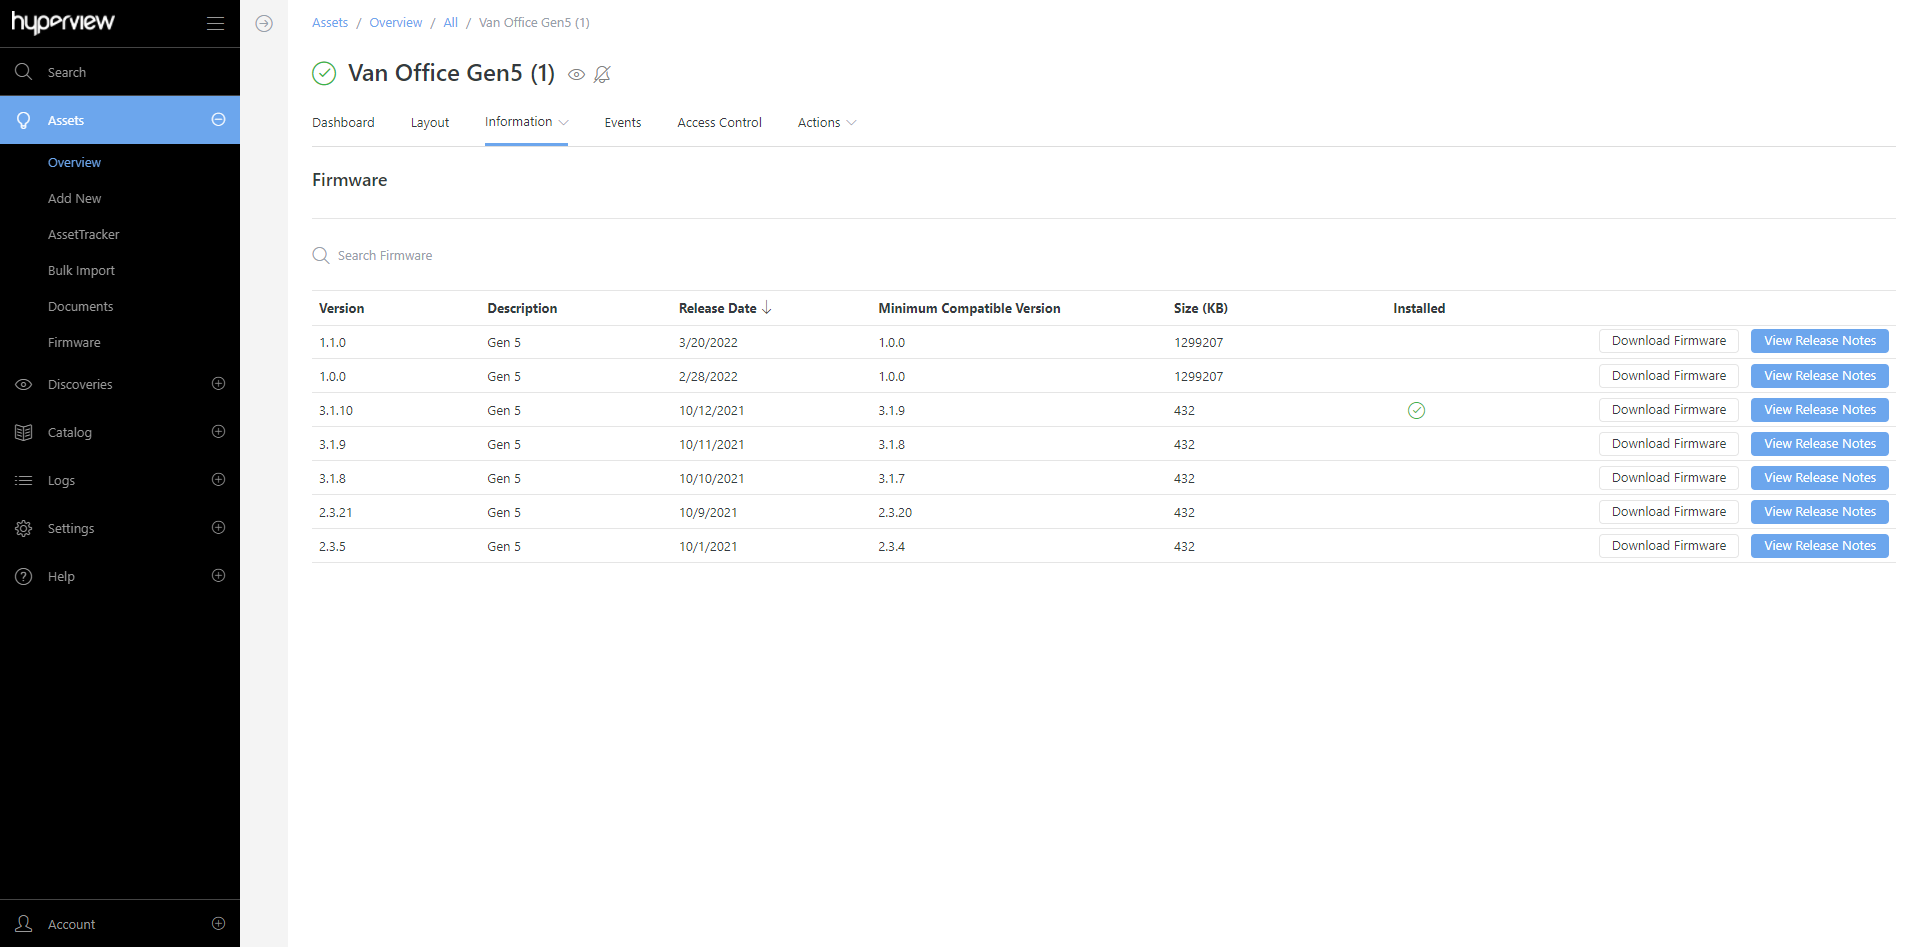 hyperview
Search
Assets
Overview
Add New
AssetTracker
Bulk Import
Documents
Firmware
Discoveries
Catalog
Logs
Settings
? Help
Account
Assets / Overview / All / Van Office Gen5 (1)
Van Office Gen5 (1)
Dashboard Layout Information Events Access Control Actions
Firmware
Search Firmware
Version Description Release Date Minimum Compatible Version Size (KB) Installed
1.1.0 Gen 5 3/20/2022 1.0.0 1299207 Download Firmware View Release Notes
1.0.0 Gen 5 2/28/2022 1.0.0 1299207 Download Firmware View Release Notes
3.1.10 Gen 5 10/12/2021 3.1.9 432 Download Firmware View Release Notes
3.1.9 Gen 5 10/11/2021 3.1.8 432 Download Firmware View Release Notes
3.1.8 Gen 5 10/10/2021 3.1.7 432 Download Firmware View Release Notes
2.3.21 Gen 5 10/9/2021 2.3.20 432 Download Firmware View Release Notes
2.3.5 Gen 5 10/1/2021 2.3.4 432 Download Firmware View Release Notes